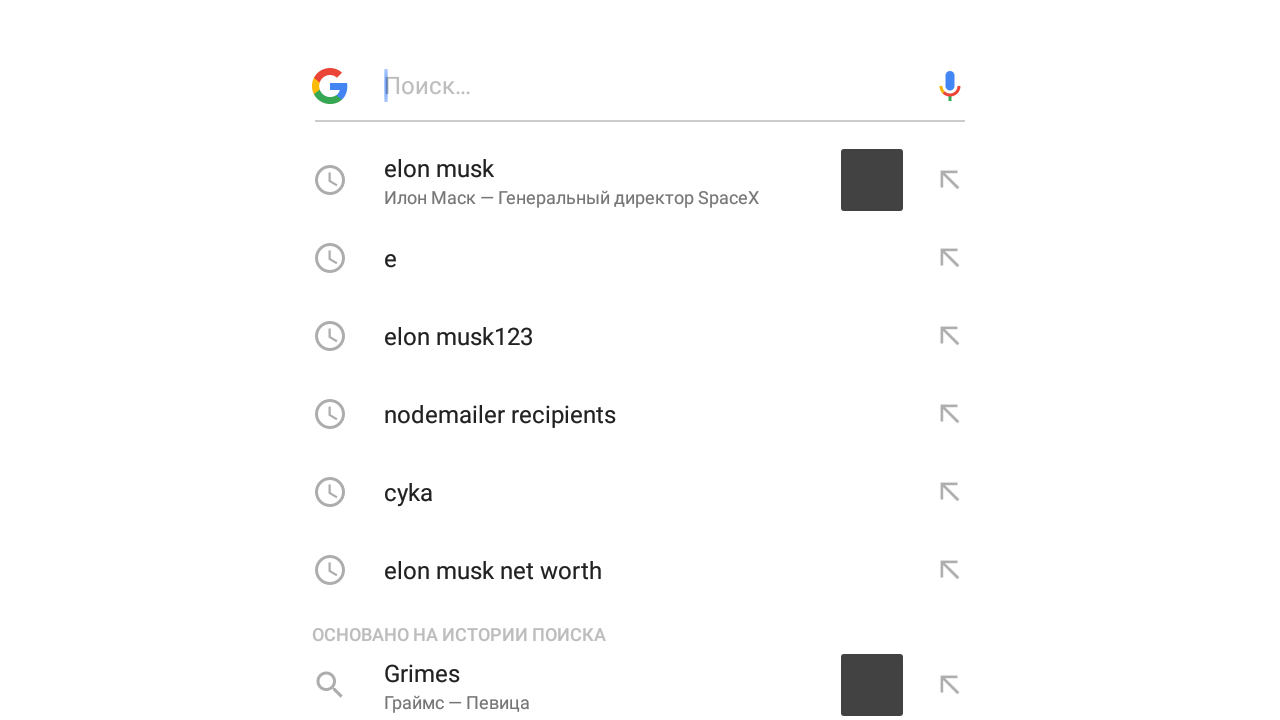 Поиск...
elon musk
Илон Маск — Генеральный директор SpaceX
e
elon musk123
nodemailer recipients
cyka
elon musk net worth
ОСНОВАНО НА ИСТОРИИ ПОИСКА
Grimes
Граймс — Певица